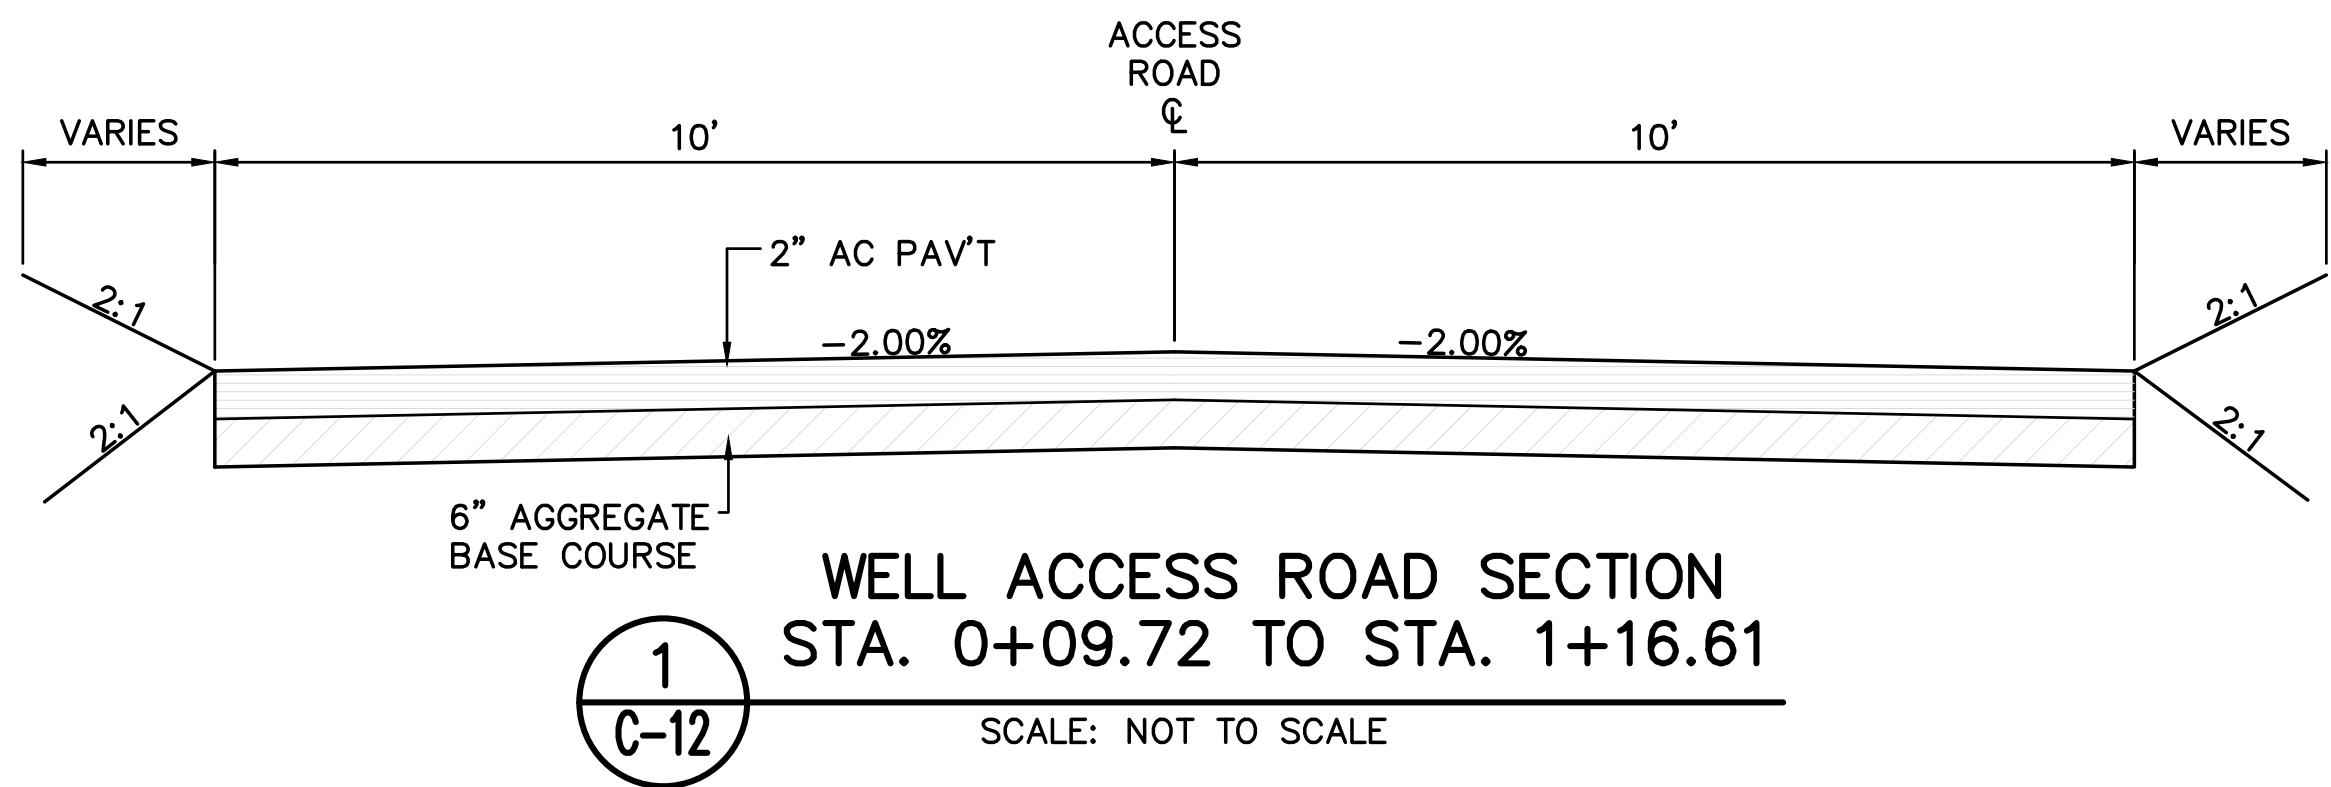 ACCESS
ROAD
℄
VARIES
10'
10'
VARIES
2" AC PAV'T
2:1
-2.00%
-2.00%
2:1
2:1
2:1
6" AGGREGATE
BASE COURSE
WELL ACCESS ROAD SECTION
STA. 0+09.72 TO STA. 1+16.61
1
C-12
SCALE: NOT TO SCALE